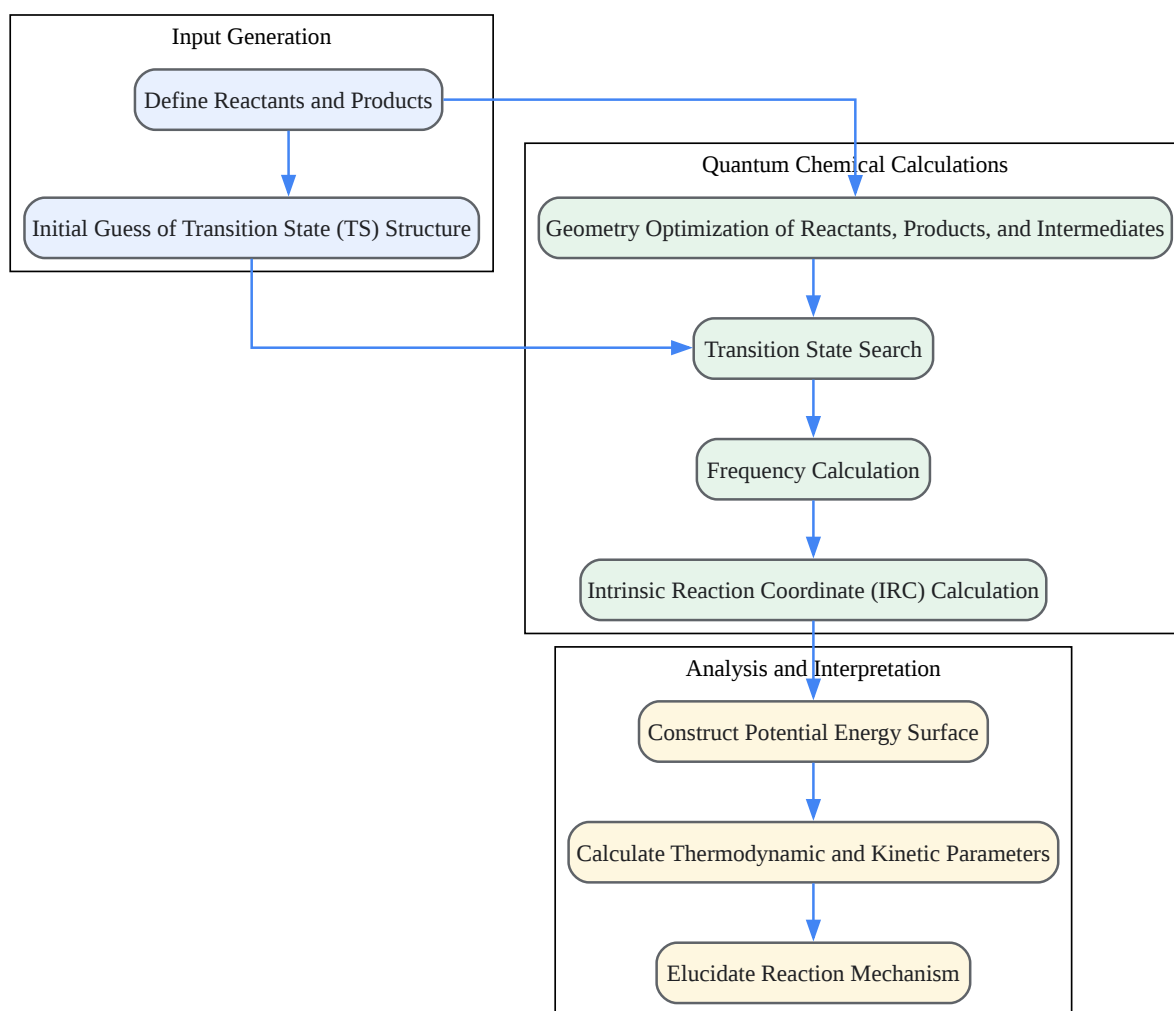 Input Generation
Define Reactants and Products
Initial Guess of Transition State (TS) Structure
Quantum Chemical Calculations
Geometry Optimization of Reactants, Products, and Intermediates
Transition State Search
Frequency Calculation
Intrinsic Reaction Coordinate (IRC) Calculation
Analysis and Interpretation
Construct Potential Energy Surface
Calculate Thermodynamic and Kinetic Parameters
Elucidate Reaction Mechanism